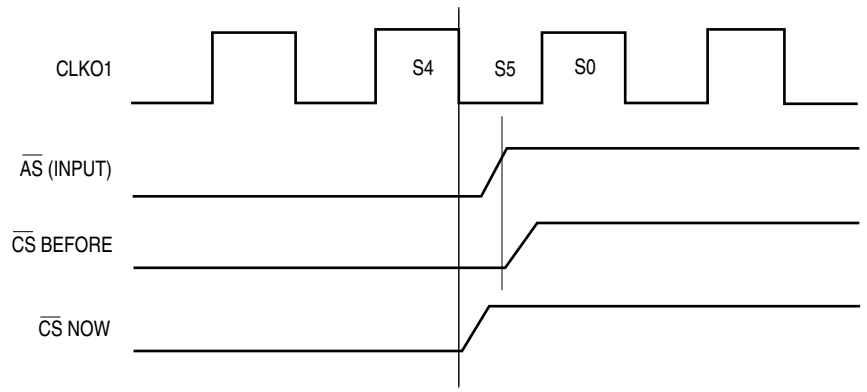 CLKO1
S4
S5
S0
AS (INPUT)
CS BEFORE
CS NOW